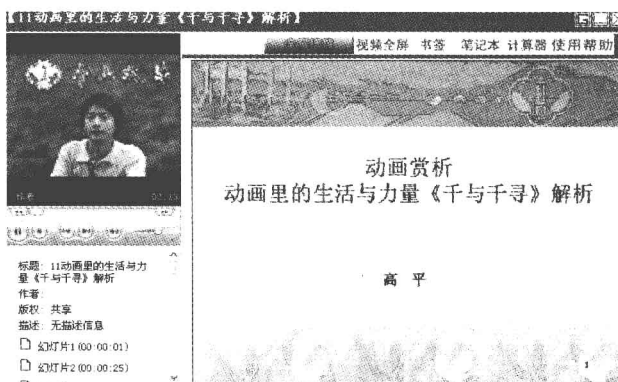 【11动画里的生活与力量《千与千寻》解析】
视频全屏 书签 笔记本 计算器 使用帮助
动画赏析
动画里的生活与力量《千与千寻》解析
高 平
1
标题: 11动画里的生活与力
量《千与千寻》解析
作者:
版权: 共享
描述: 无描述信息
幻灯片1(00:00:01)
幻灯片2(00:00:25)